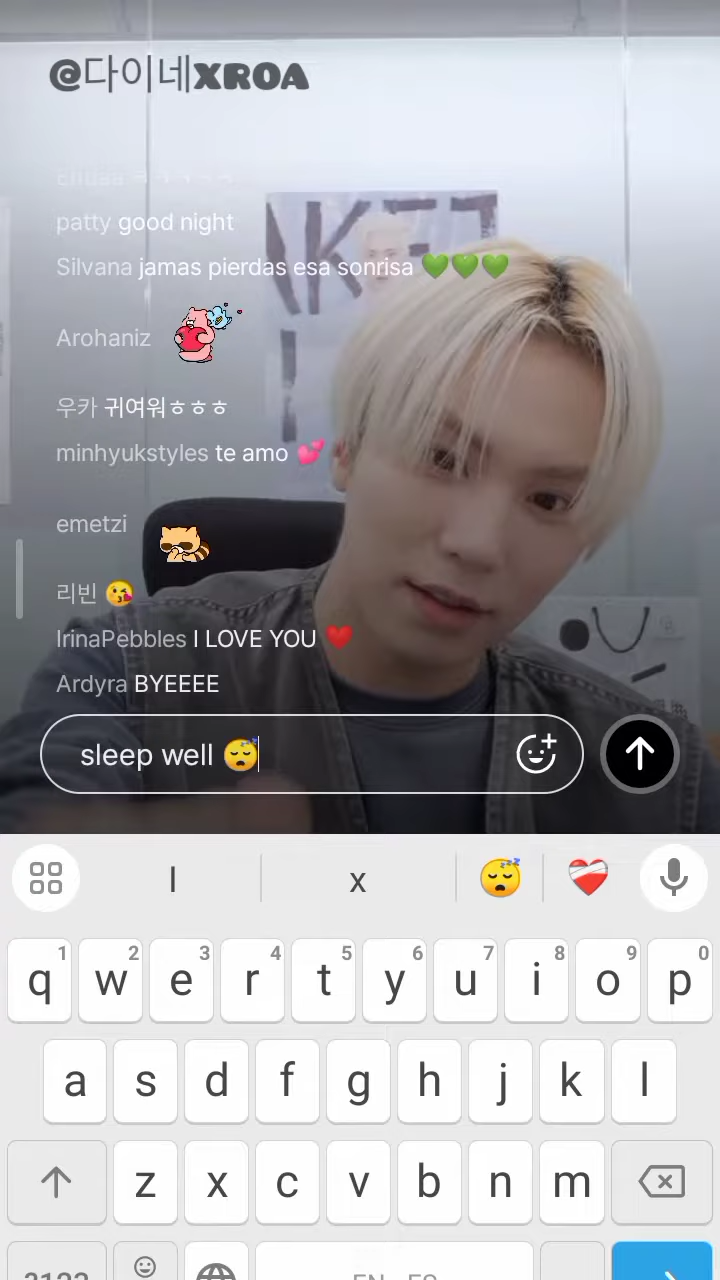 @다이네XROA
patty good night
Silvana jamas pierdas esa sonrisa 💚💚💚
Arohaniz
우카 귀여워ㅎㅎㅎ
minhyukstyles te amo 💕
emetzi
리빈 😘
IrinaPebbles I LOVE YOU ❤️
Ardyra BYEEEE
sleep well 😴
l x 😴 ❤️‍🩹
1 2 3 4 5 6 7 8 9 0
q w e r t y u i o p
a s d f g h j k l
z x c v b n m